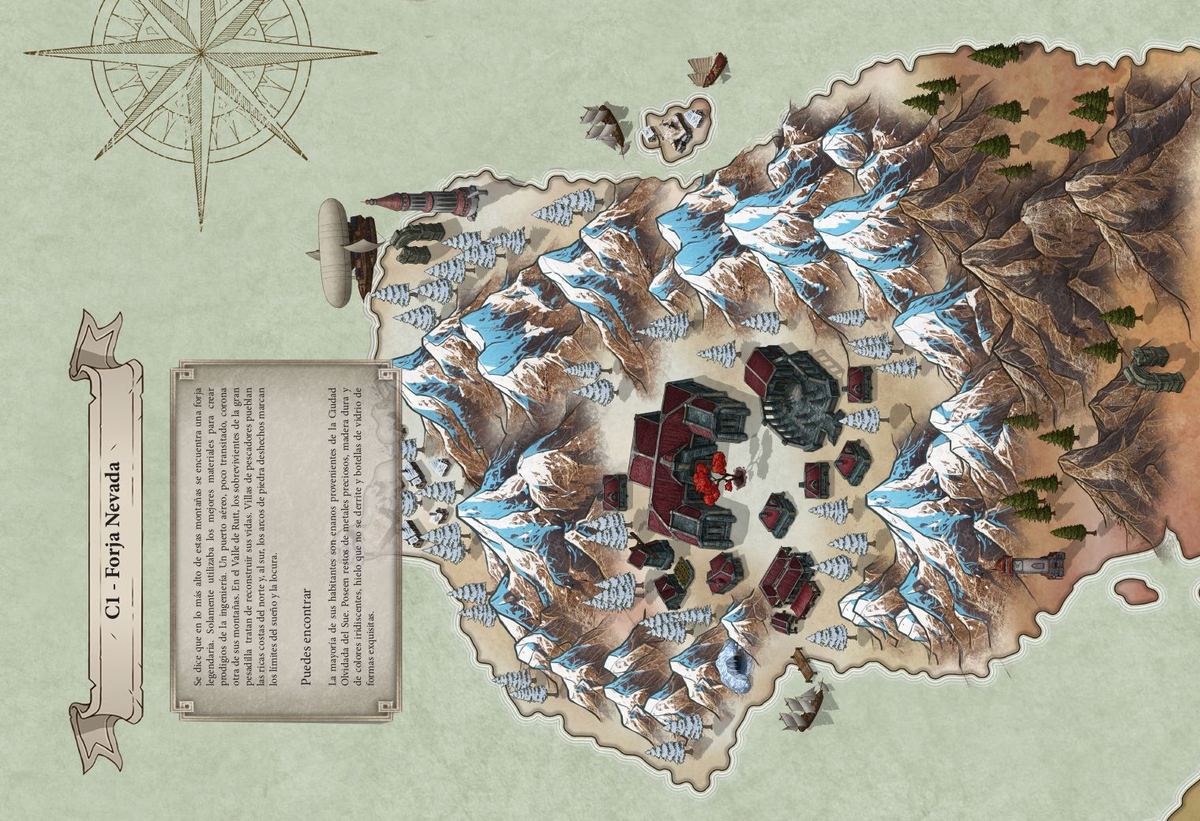 C1 - Forja Nevada
Se dice que en lo más alto de estas montañas se encuentra una forja
legendaria. Solamente utilizaba los mejores materiales para crear
prodigios de la ingeniería. Un puerto aéreo, poco transitado, corona
otra de sus montañas. En el Valle de Rutt, los sobrevivientes de la gran
pesadilla tratan de reconstruir sus vidas. Villas de pescadores pueblan
las ricas costas del norte y, al sur, los arcos de piedra deshechos marcan
los límites del sueño y la locura.
Puedes encontrar
La mayoría de sus habitantes son enanos provenientes de la Ciudad
Olvidada del Sue. Poseen restos de metales preciosos, madera dura y
de colores iridiscentes, hielo que no se derrite y botellas de vidrio de
formas exquisitas.